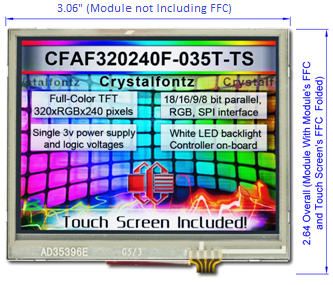 3.06" (Module not Including FFC)
CFAF320240F-035T-TS
Crystalfontz Crystalfontz
Full-Color TFT
320xRGBx240 pixels
18/16/9/8 bit parallel,
RGB, SPI interface
Single 3v power supply
and logic voltages
White LED backlight
Controller on-board
Touch Screen Included!
AD35396E
G5/3
2.64 Overall (Module With Module's FFC
and Touch Screen's FFC Folded)